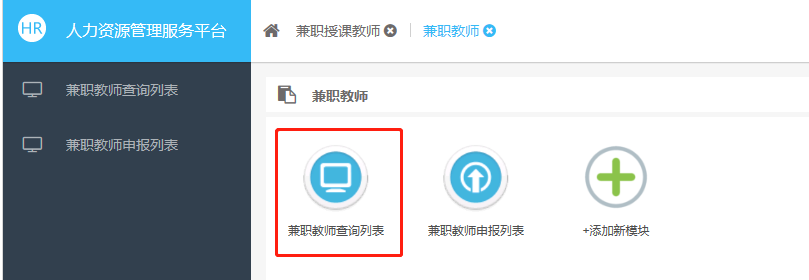 HR 人力资源管理服务平台
兼职授课教师 兼职教师
兼职教师查询列表
兼职教师申报列表
兼职教师
兼职教师查询列表 兼职教师申报列表 +添加新模块